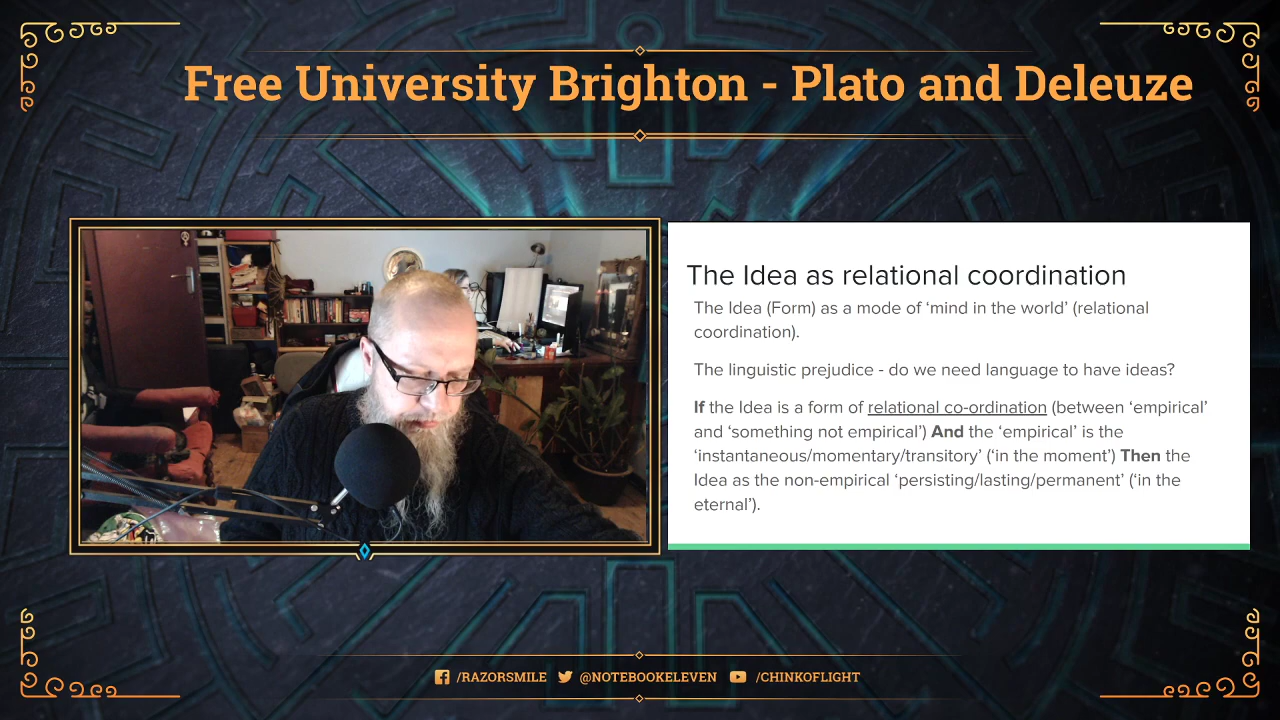 Free University Brighton - Plato and Deleuze
The Idea as relational coordination
The Idea (Form) as a mode of ‘mind in the world’ (relational
coordination).
The linguistic prejudice - do we need language to have ideas?
If the Idea is a form of relational co-ordination (between ‘empirical’
and ‘something not empirical’) And the ‘empirical’ is the
‘instantaneous/momentary/transitory’ (‘in the moment’) Then the
Idea as the non-empirical ‘persisting/lasting/permanent’ (‘in the
eternal’).
/RAZORSMILE @NOTEBOOKELEVEN /CHINKOFLIGHT